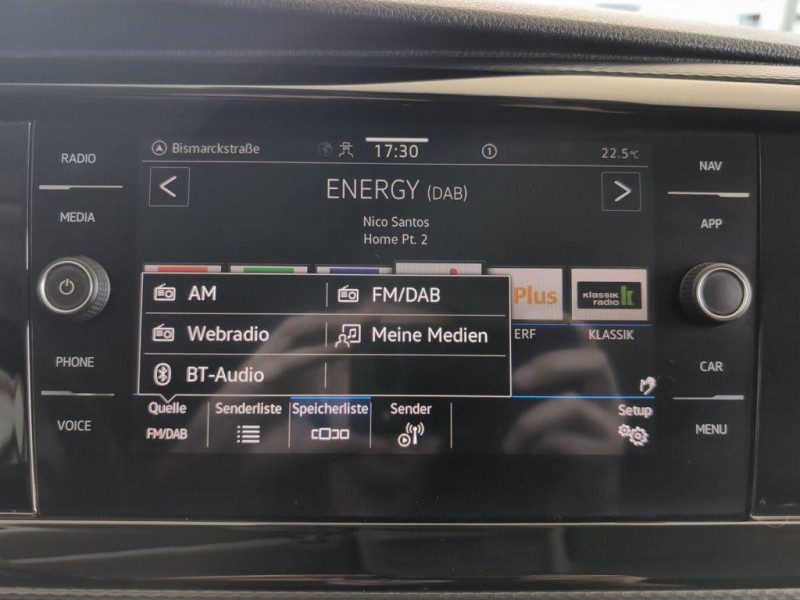 RADIO
MEDIA
PHONE
VOICE
Bismarckstraße
17:30
1
22.5°C
ENERGY (DAB)
Nico Santos
Home Pt. 2
AM
FM/DAB
Webradio
Meine Medien
BT-Audio
Plus
ERF
Klassik
radio
KLASSIK
Quelle
FM/DAB
Senderliste
Speicherliste
Sender
Setup
NAV
APP
CAR
MENU